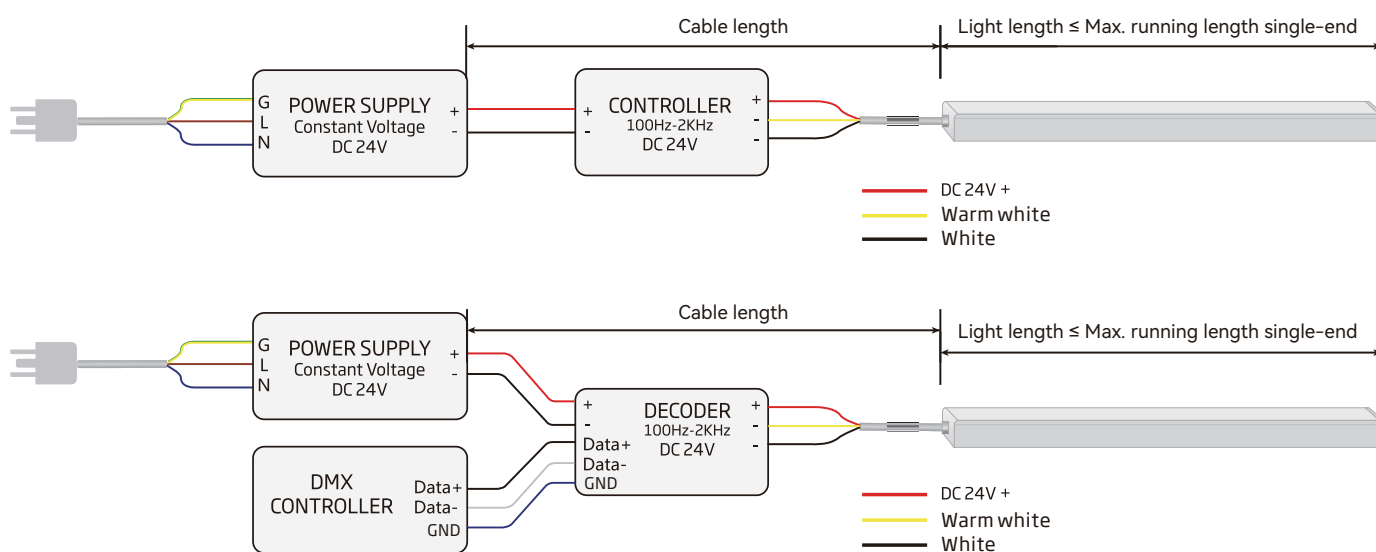 Cable length
Light length ≤ Max. running length single-end
G
L
N
POWER SUPPLY
Constant Voltage
DC 24V
+
-
+
-
CONTROLLER
100Hz-2KHz
DC 24V
+
-
-
DC 24V +
Warm white
White
Cable length
Light length ≤ Max. running length single-end
G
L
N
POWER SUPPLY
Constant Voltage
DC 24V
+
-
+
-
Data+
Data-
GND
DECODER
100Hz-2KHz
DC 24V
+
-
-
DMX
CONTROLLER
Data+
Data-
GND
DC 24V +
Warm white
White